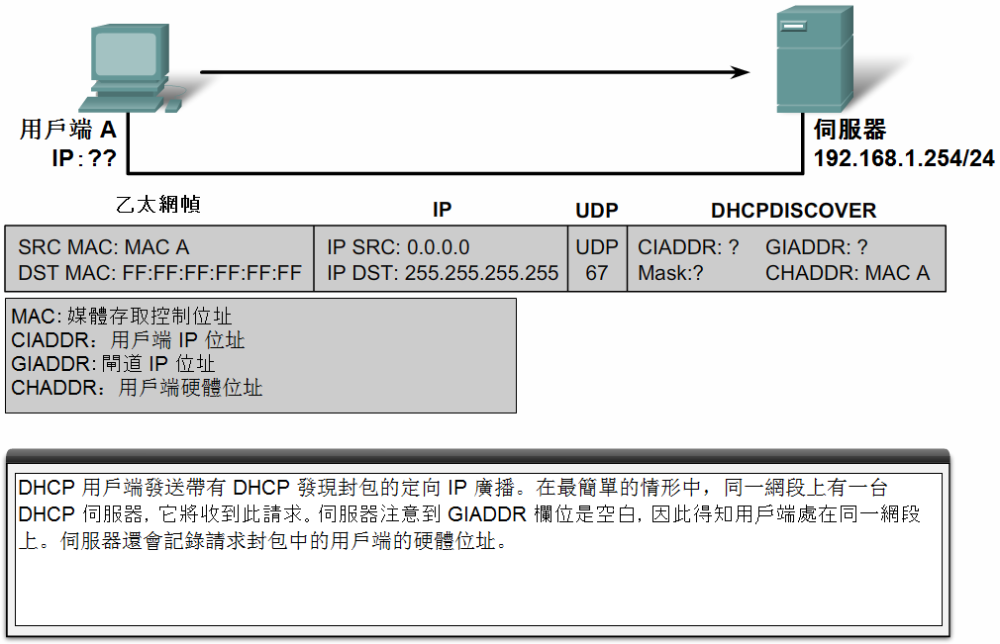 用戶端 A
IP:??
伺服器
192.168.1.254/24
乙太網幀
IP
UDP
DHCPDISCOVER
SRC MAC: MAC A
DST MAC: FF:FF:FF:FF:FF:FF
IP SRC: 0.0.0.0
IP DST: 255.255.255.255
UDP
67
CIADDR: ? GIADDR: ?
Mask:? CHADDR: MAC A
MAC: 媒體存取控制位址
CIADDR：用戶端 IP 位址
GIADDR: 閘道 IP 位址
CHADDR：用戶端硬體位址
DHCP 用戶端發送帶有 DHCP 發現封包的定向 IP 廣播。在最簡單的情形中，同一網段上有一台
DHCP 伺服器，它將收到此請求。伺服器注意到 GIADDR 欄位是空白，因此得知用戶端處在同一網段
上。伺服器還會記錄請求封包中的用戶端的硬體位址。